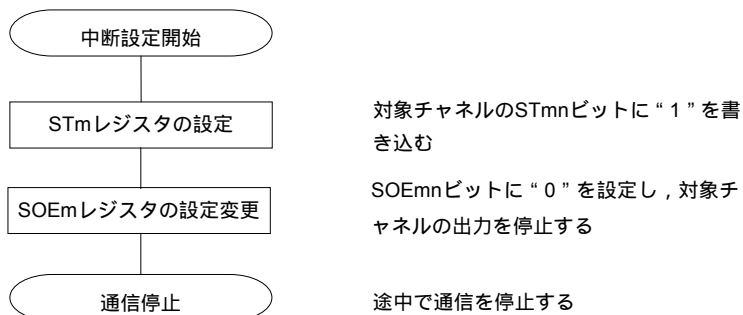 中断設定開始
STmレジスタの設定
対象チャネルのSTmnビットに“1”を書
き込む
SOEmレジスタの設定変更
SOEmnビットに“0”を設定し，対象チ
ャネルの出力を停止する
通信停止
途中で通信を停止する